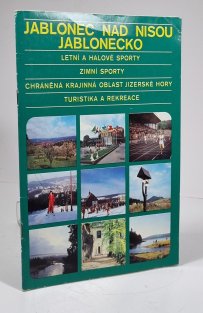 JABLONEC NAD NISOU
JABLONECKO
LETNÍ A HALOVÉ SPORTY
ZIMNÍ SPORTY
CHRÁNĚNÁ KRAJINNÁ OBLAST JIZERSKÉ HORY
TURISTIKA A REKREACE